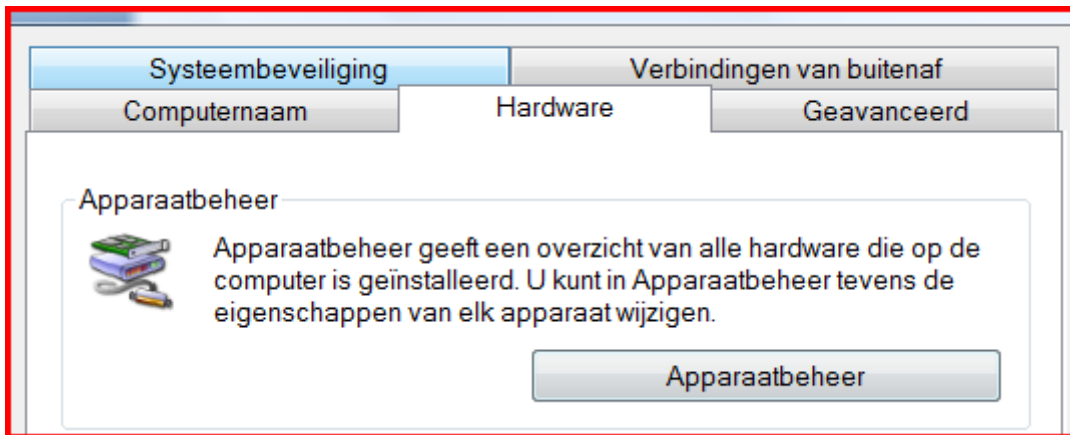 Systeembeveiliging Verbindingen van buitenaf
Computernaam Hardware Geavanceerd
Apparaatbeheer
Apparaatbeheer geeft een overzicht van alle hardware die op de
computer is geïnstalleerd. U kunt in Apparaatbeheer tevens de
eigenschappen van elk apparaat wijzigen.
Apparaatbeheer